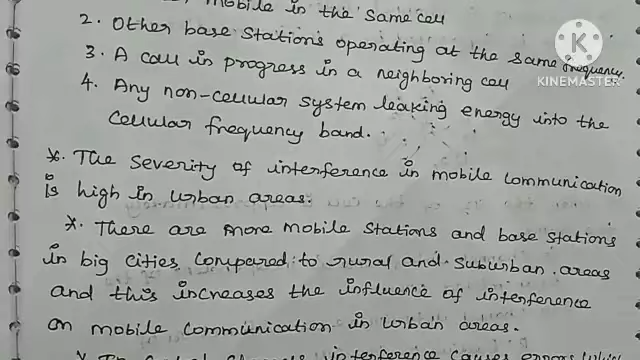 mobile in the same cell
2. Other base stations operating at the same frequency.
3. A call in progress in a neighboring cell
4. Any non-cellular system leaking energy into the
cellular frequency band.
*. The severity of interference in mobile communication
is high in urban areas.
*. There are more mobile stations and base stations
in big cities compared to rural and suburban areas
and this increases the influence of interference
on mobile communication in urban areas.
interference causes errors
K
KINEMASTER